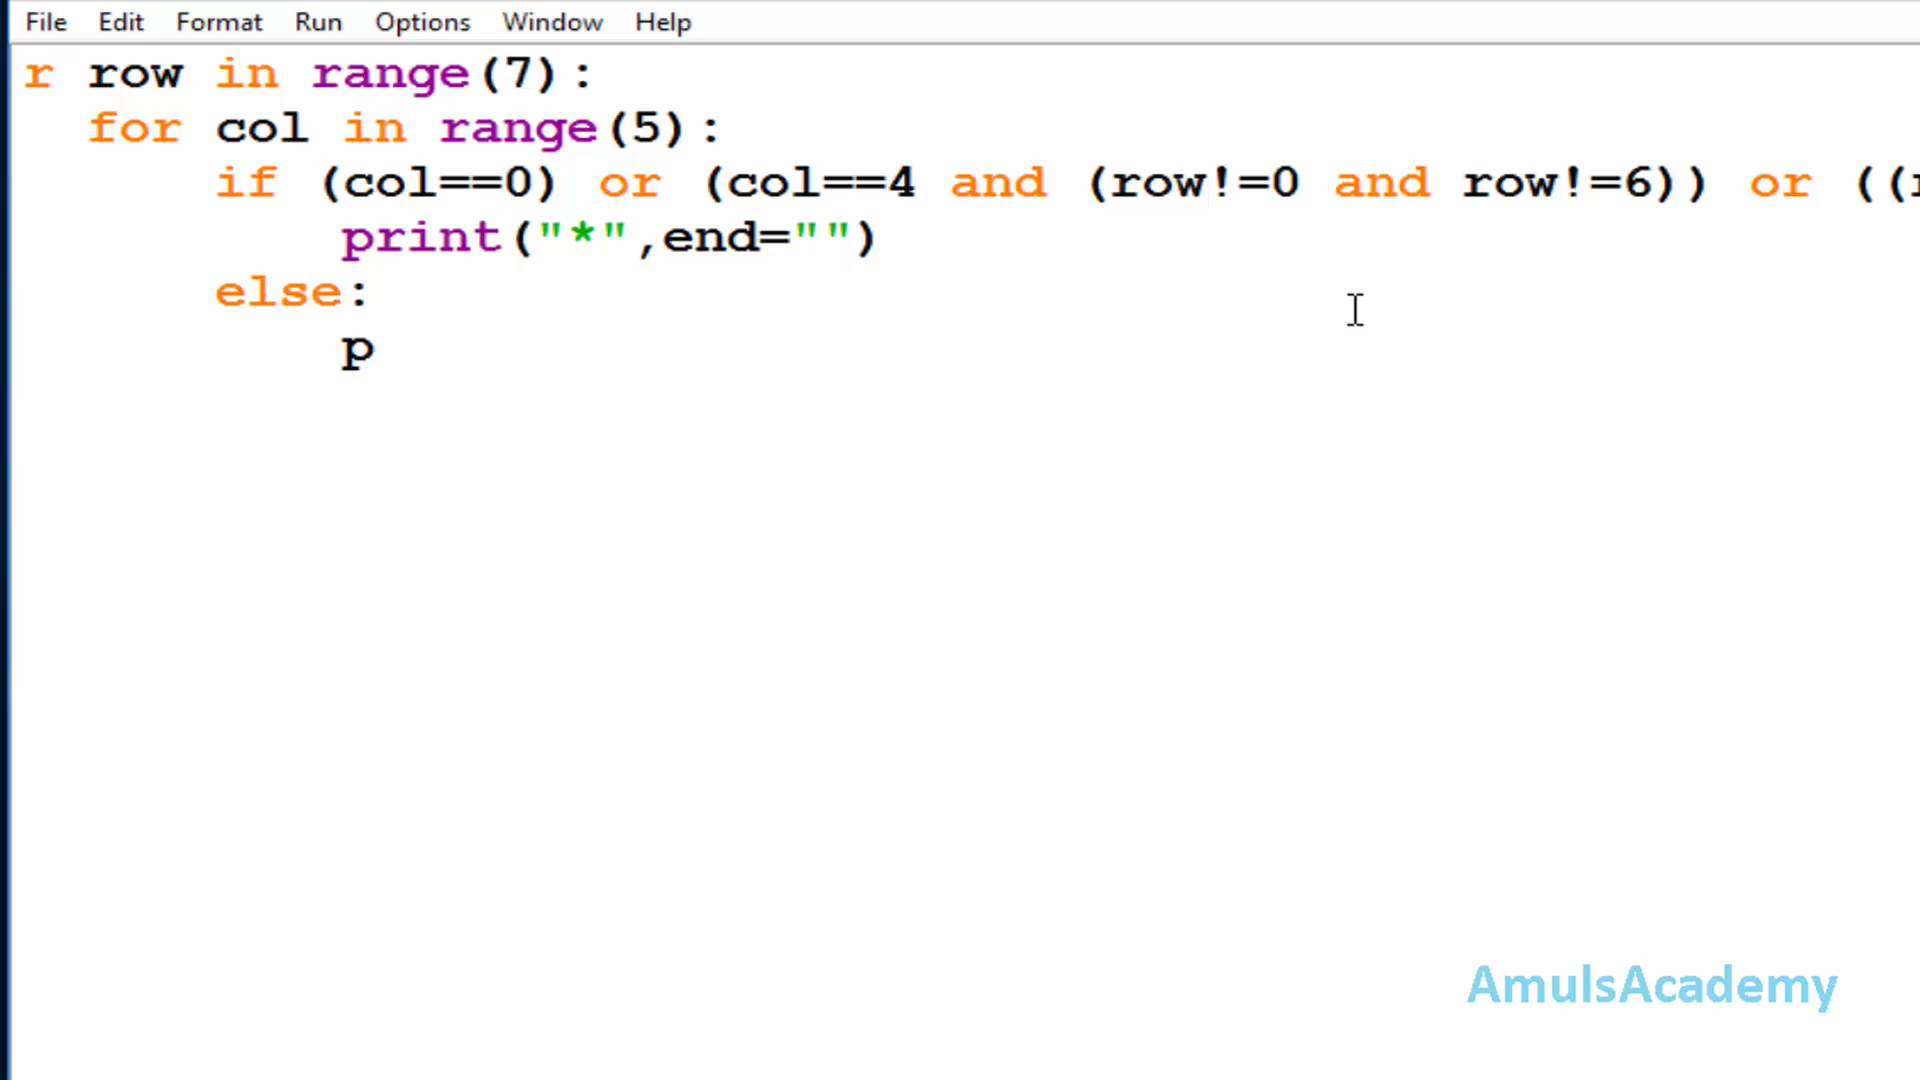 File Edit Format Run Options Window Help
r row in range(7):
for col in range(5):
if (col==0) or (col==4 and (row!=0 and row!=6)) or ((r
print("*",end="")
else:
p
AmulsAcademy